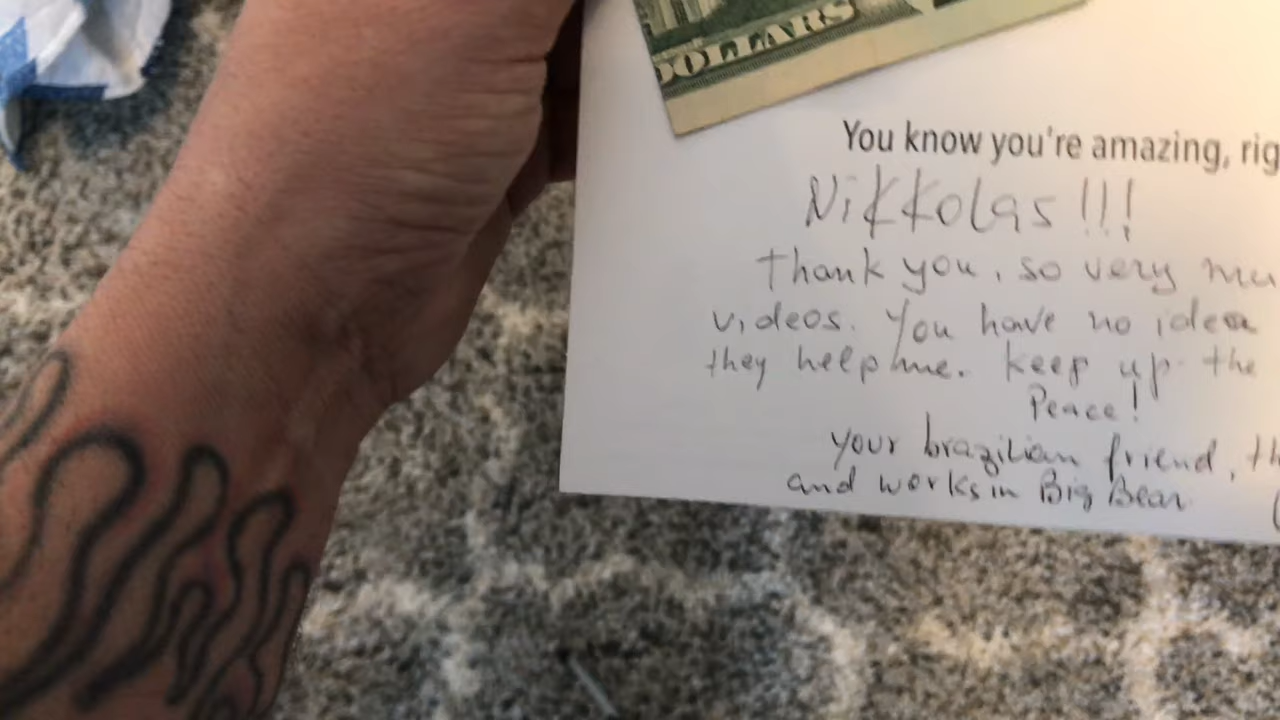 DOLLARS
You know you're amazing, rig
Nikkolas!!!
Thank you, so very mu
videos. You have no idea
they help me. Keep up the
Peace!
Your brazilian friend, th
and works in Big Bear